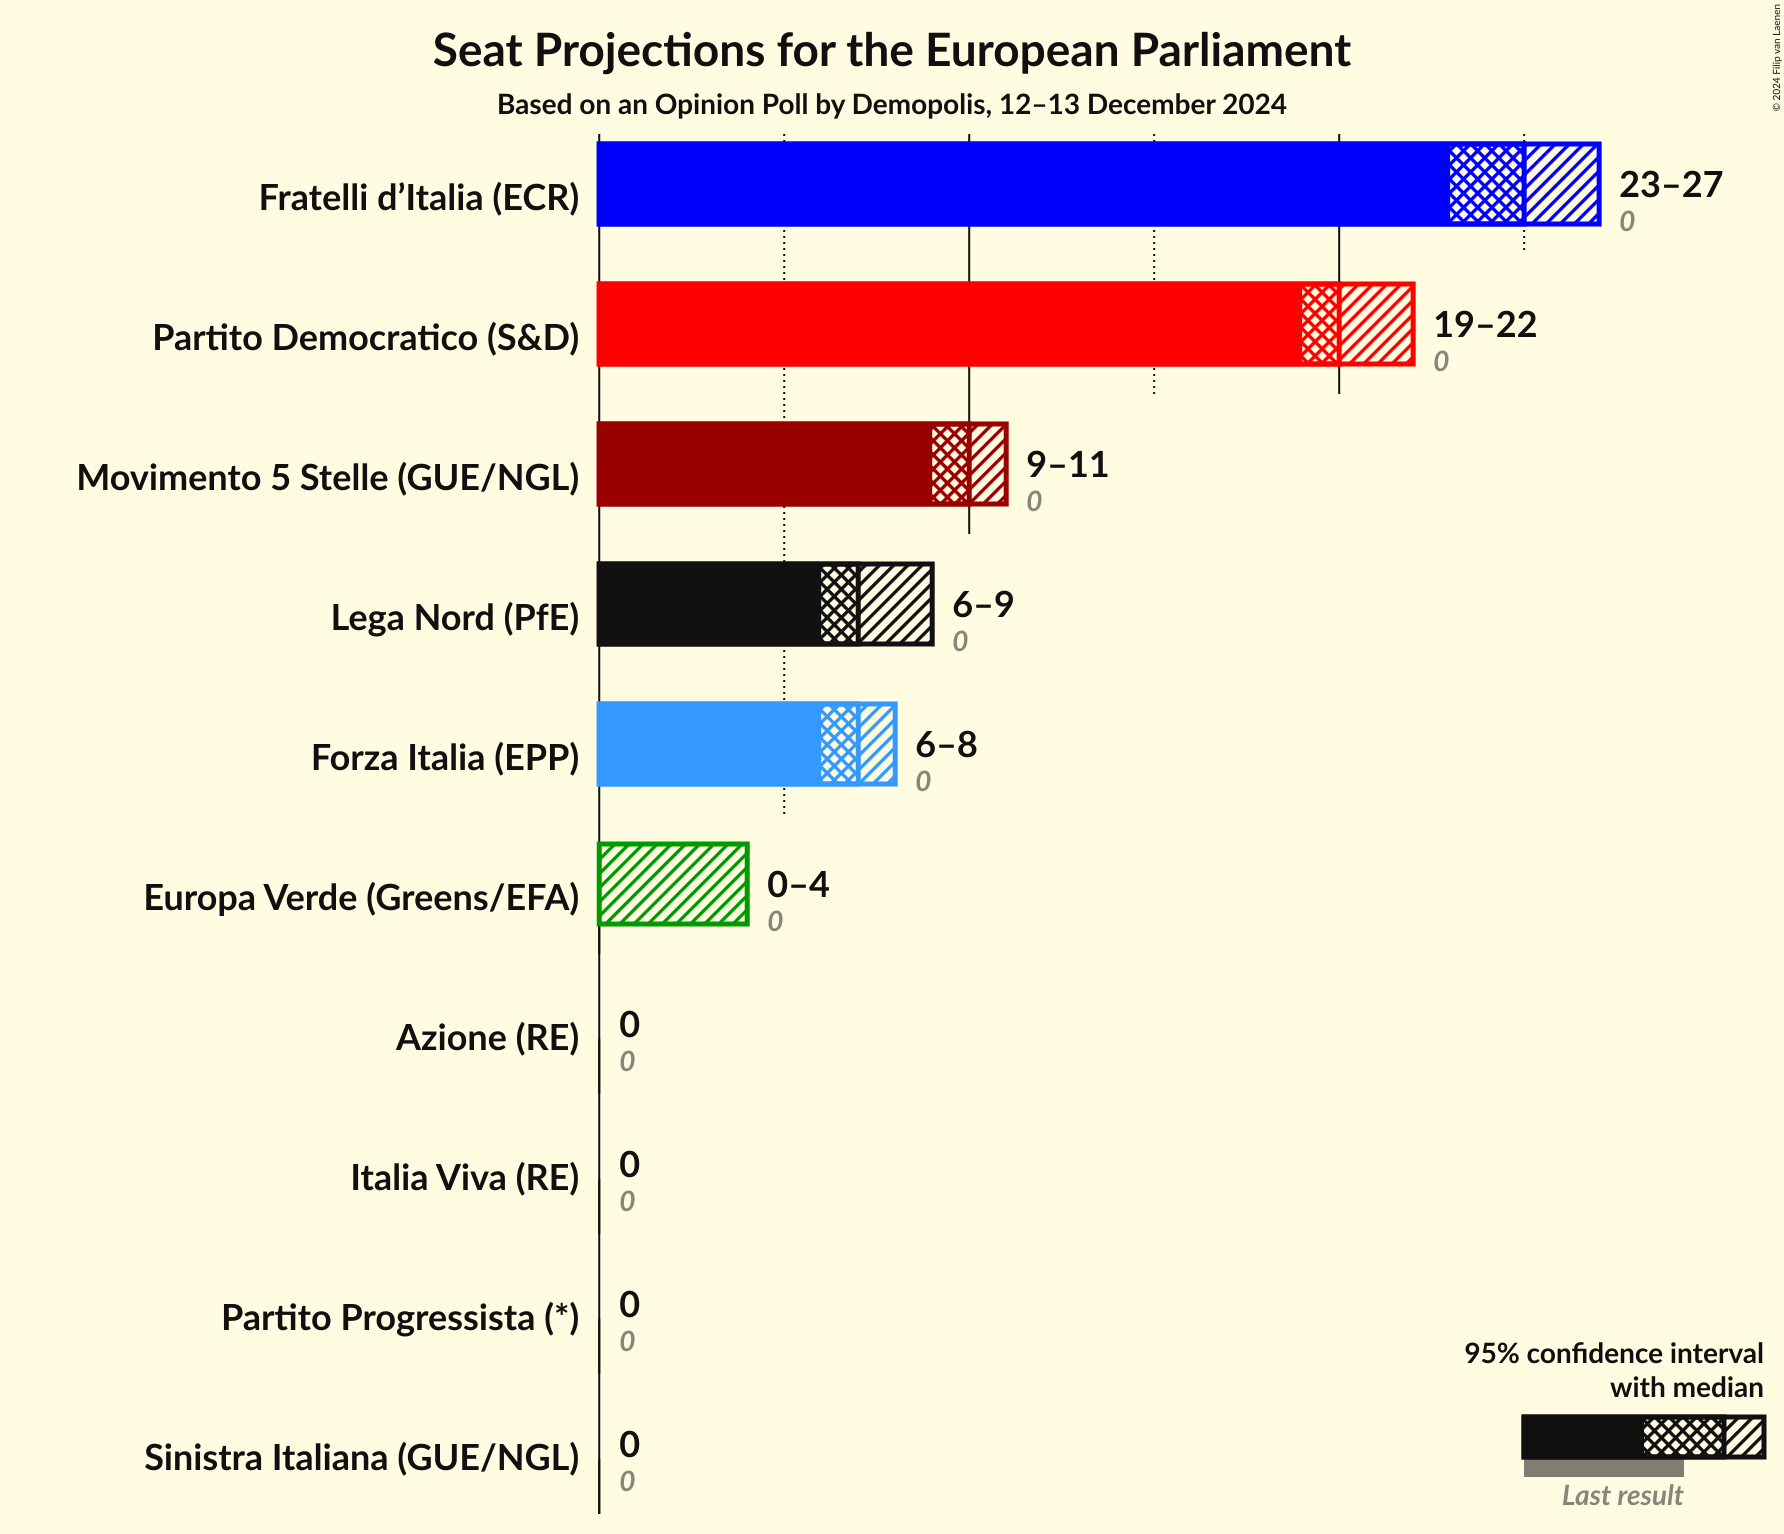 Seat Projections for the European Parliament
Based on an Opinion Poll by Demopolis, 12–13 December 2024
© 2024 Filip van Laenen
Fratelli d’Italia (ECR)
23–27
0
Partito Democratico (S&D)
19–22
0
Movimento 5 Stelle (GUE/NGL)
9–11
0
Lega Nord (PfE)
6–9
0
Forza Italia (EPP)
6–8
0
Europa Verde (Greens/EFA)
0–4
0
Azione (RE)
0
0
Italia Viva (RE)
0
0
Partito Progressista (*)
0
0
Sinistra Italiana (GUE/NGL)
0
0
95% confidence interval
with median
Last result